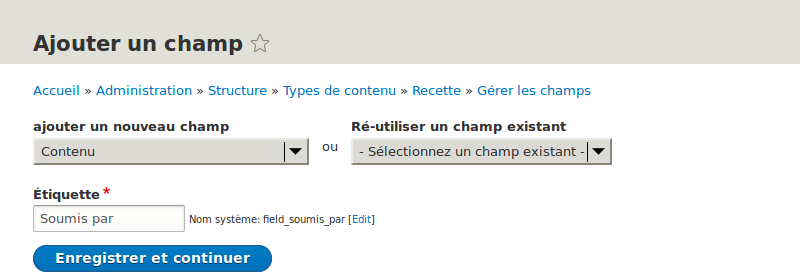 Ajouter un champ
Accueil » Administration » Structure » Types de contenu » Recette » Gérer les champs
ajouter un nouveau champ
Contenu
ou
Ré-utiliser un champ existant
- Sélectionnez un champ existant -
Étiquette *
Soumis par
Nom système: field_soumis_par [Edit]
Enregistrer et continuer